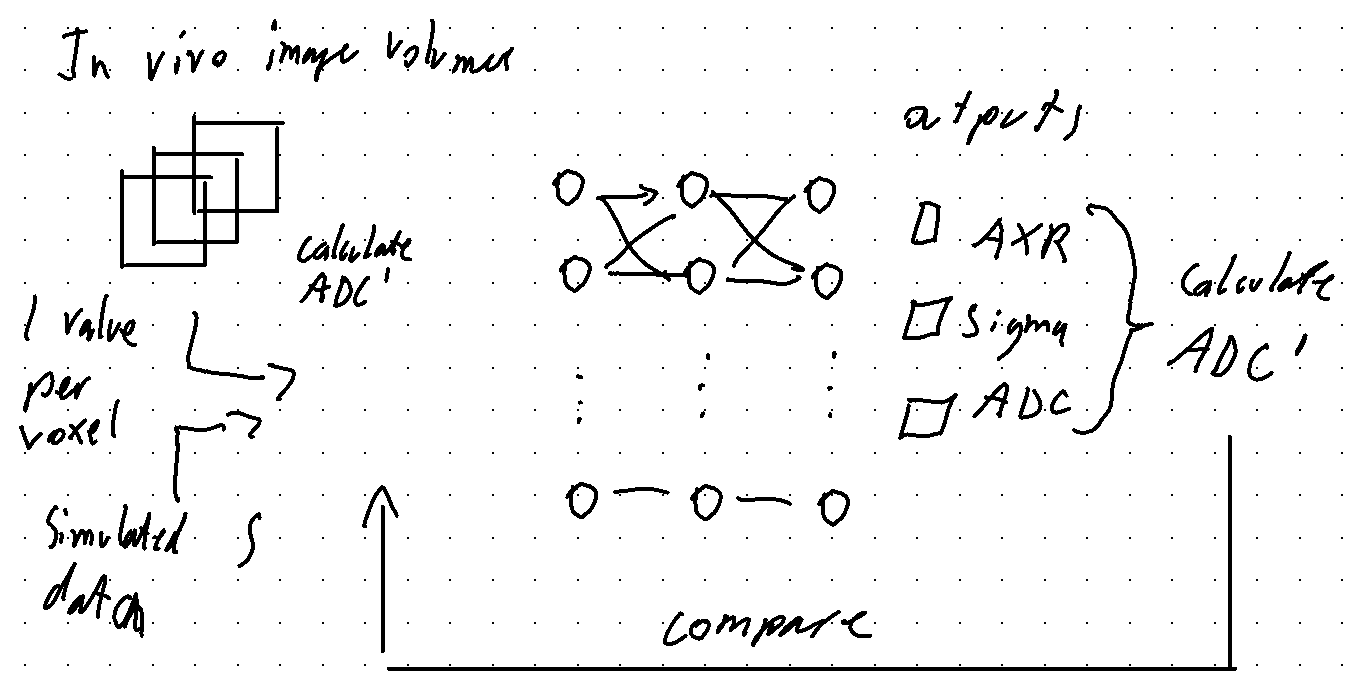 In vivo image volumes
outputs
calculate
ADC'
1 value
per
voxel
AXR
Sigma
ADC
calculate
ADC'
Simulated S
data
compare